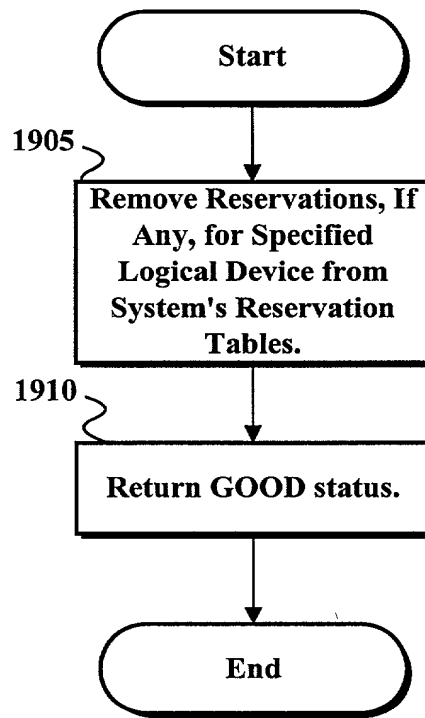 Start
1905
Remove Reservations, If
Any, for Specified
Logical Device from
System's Reservation
Tables.
1910
Return GOOD status.
End